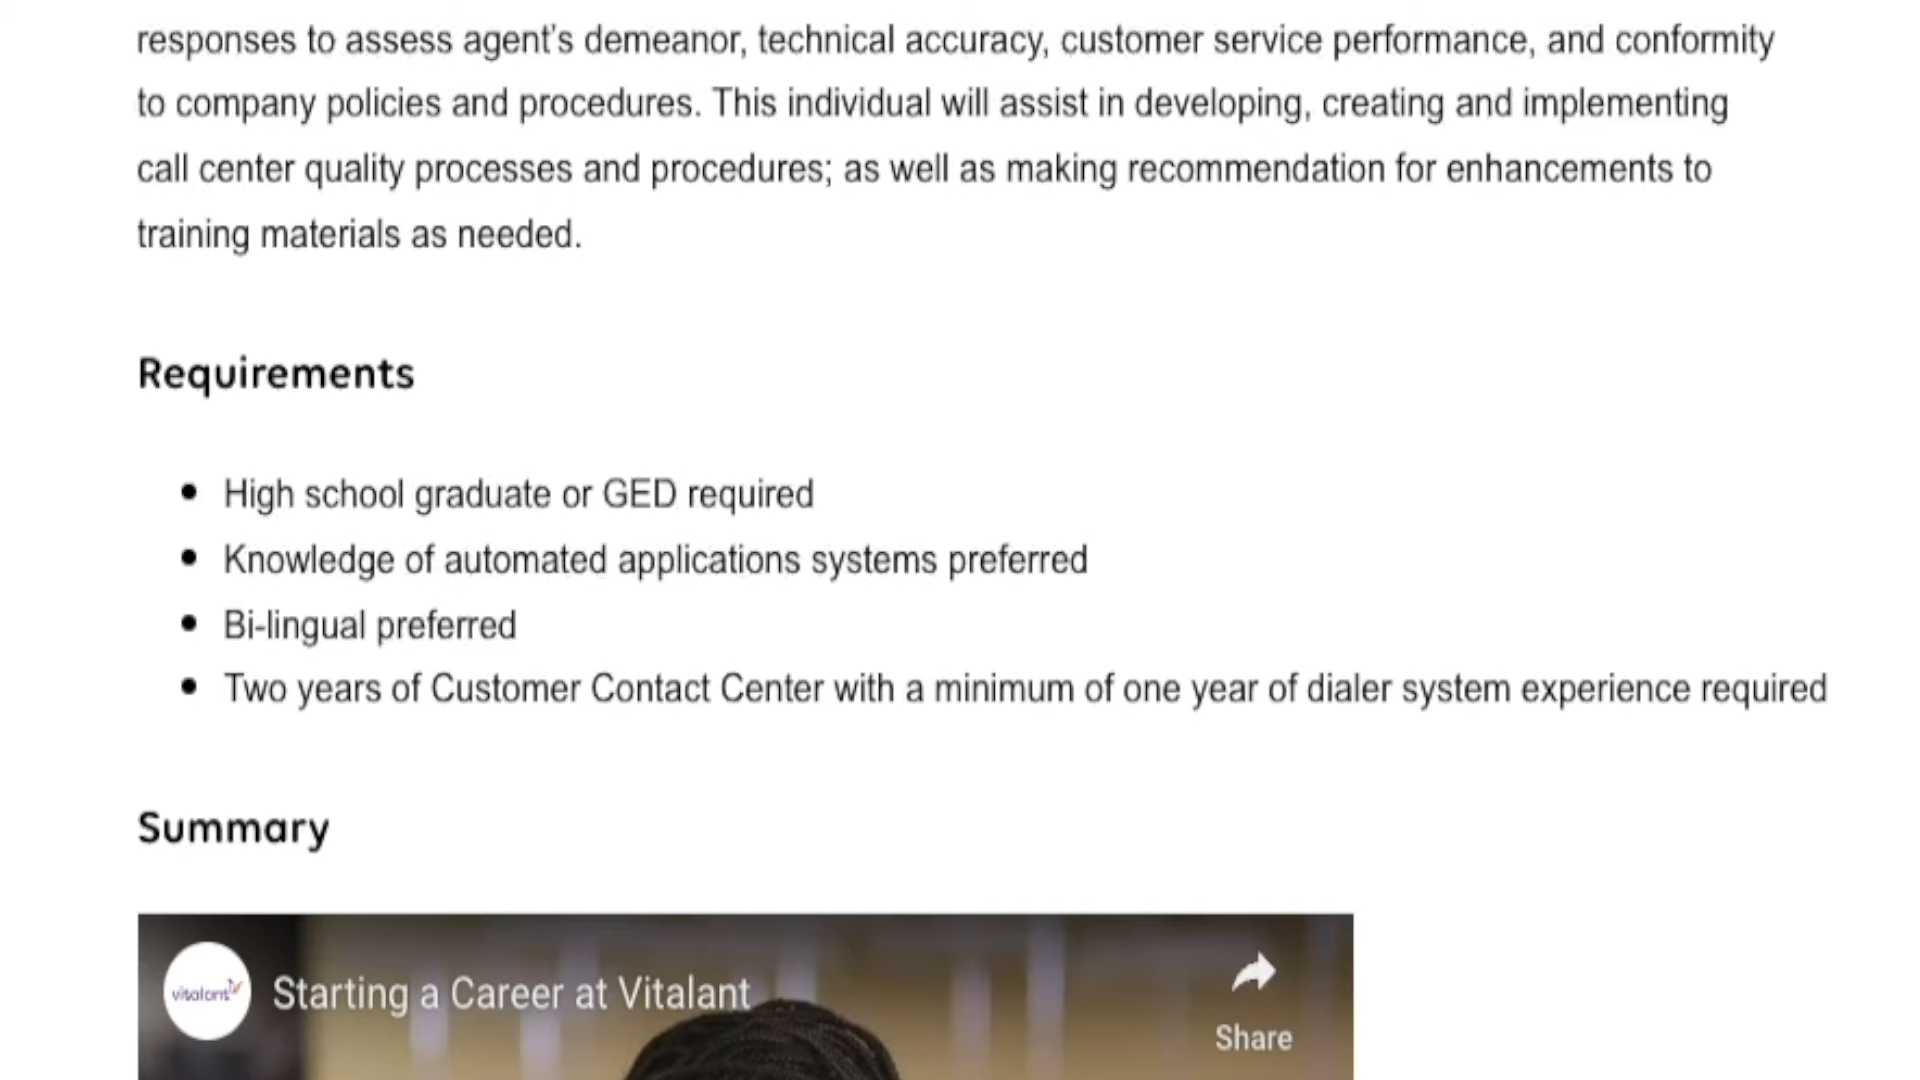 responses to assess agent's demeanor, technical accuracy, customer service performance, and conformity
to company policies and procedures. This individual will assist in developing, creating and implementing
call center quality processes and procedures; as well as making recommendation for enhancements to
training materials as needed.
Requirements
• High school graduate or GED required
• Knowledge of automated applications systems preferred
• Bi-lingual preferred
• Two years of Customer Contact Center with a minimum of one year of dialer system experience required
Summary
vitalant
Starting a Career at Vitalant
Share